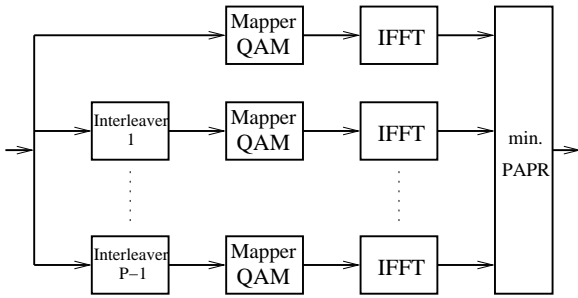 Mapper
QAM
IFFT
Interleaver
1
Mapper
QAM
IFFT
min.
PAPR
Interleaver
P−1
Mapper
QAM
IFFT